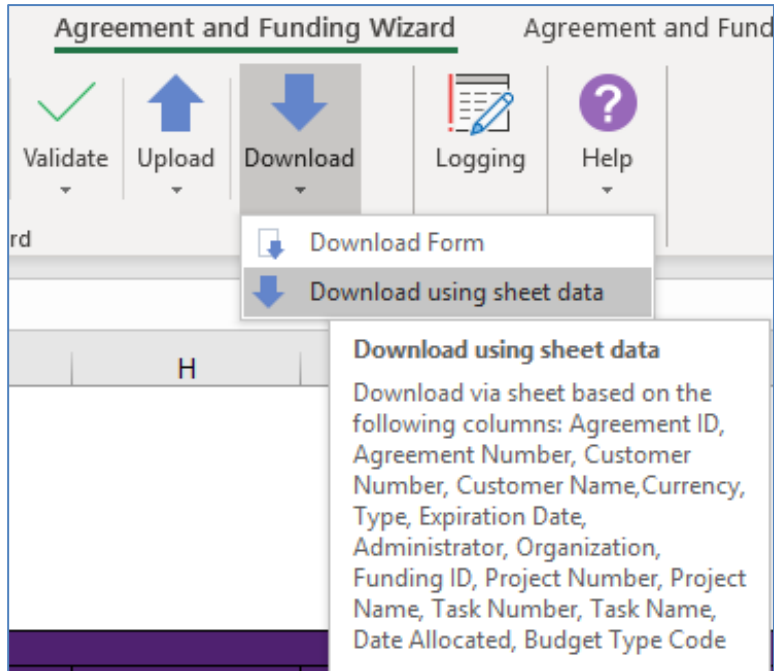 Agreement and Funding Wizard Agreement and Fund
Validate Upload Download Logging Help
rd
Download Form
Download using sheet data
H
Download using sheet data
Download via sheet based on the
following columns: Agreement ID,
Agreement Number, Customer
Number, Customer Name,Currency,
Type, Expiration Date,
Administrator, Organization,
Funding ID, Project Number, Project
Name, Task Number, Task Name,
Date Allocated, Budget Type Code